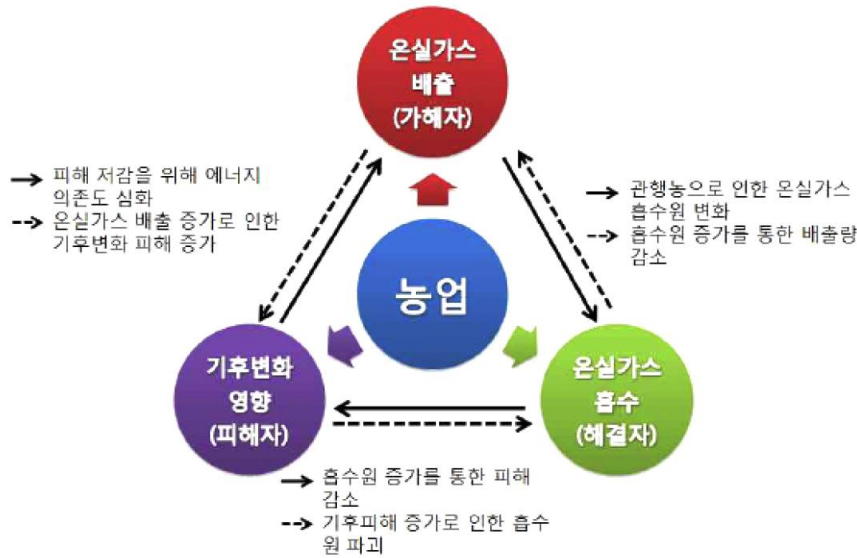 온실가스
배출
(가해자)
피해 저감을 위해 에너지
의존도 심화
온실가스 배출 증가로 인한
기후변화 피해 증가
관행농으로 인한 온실가스
흡수원 변화
흡수원 증가를 통한 배출량
감소
농업
기후변화
영향
(피해자)
온실가스
흡수
(해결자)
흡수원 증가를 통한 피해
감소
기후피해 증가로 인한 흡수
원 파괴